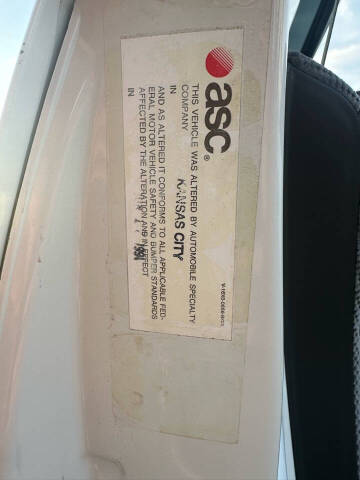 asc®
THIS VEHICLE WAS ALTERED BY AUTOMOBILE SPECIALTY
COMPANY
IN KANSAS CITY
AND AS ALTERED IT CONFORMS TO ALL APPLICABLE FED-
ERAL MOTOR VEHICLE SAFETY AND BUMPER STANDARDS
AFFECTED BY THE ALTERATION AND IN EFFECT
IN 1991